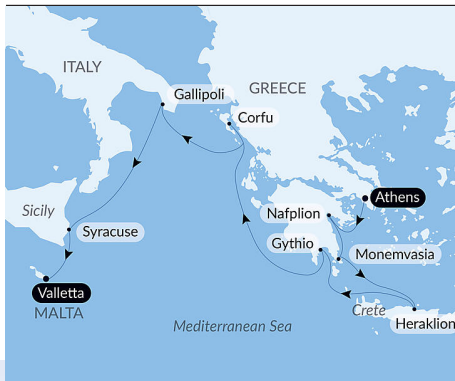 ITALY
Gallipoli
GREECE
Corfu
Sicily
Syracuse
Nafplion
Athens
Gythio
Monemvasia
Valletta
MALTA
Mediterranean Sea
Crete
Heraklion